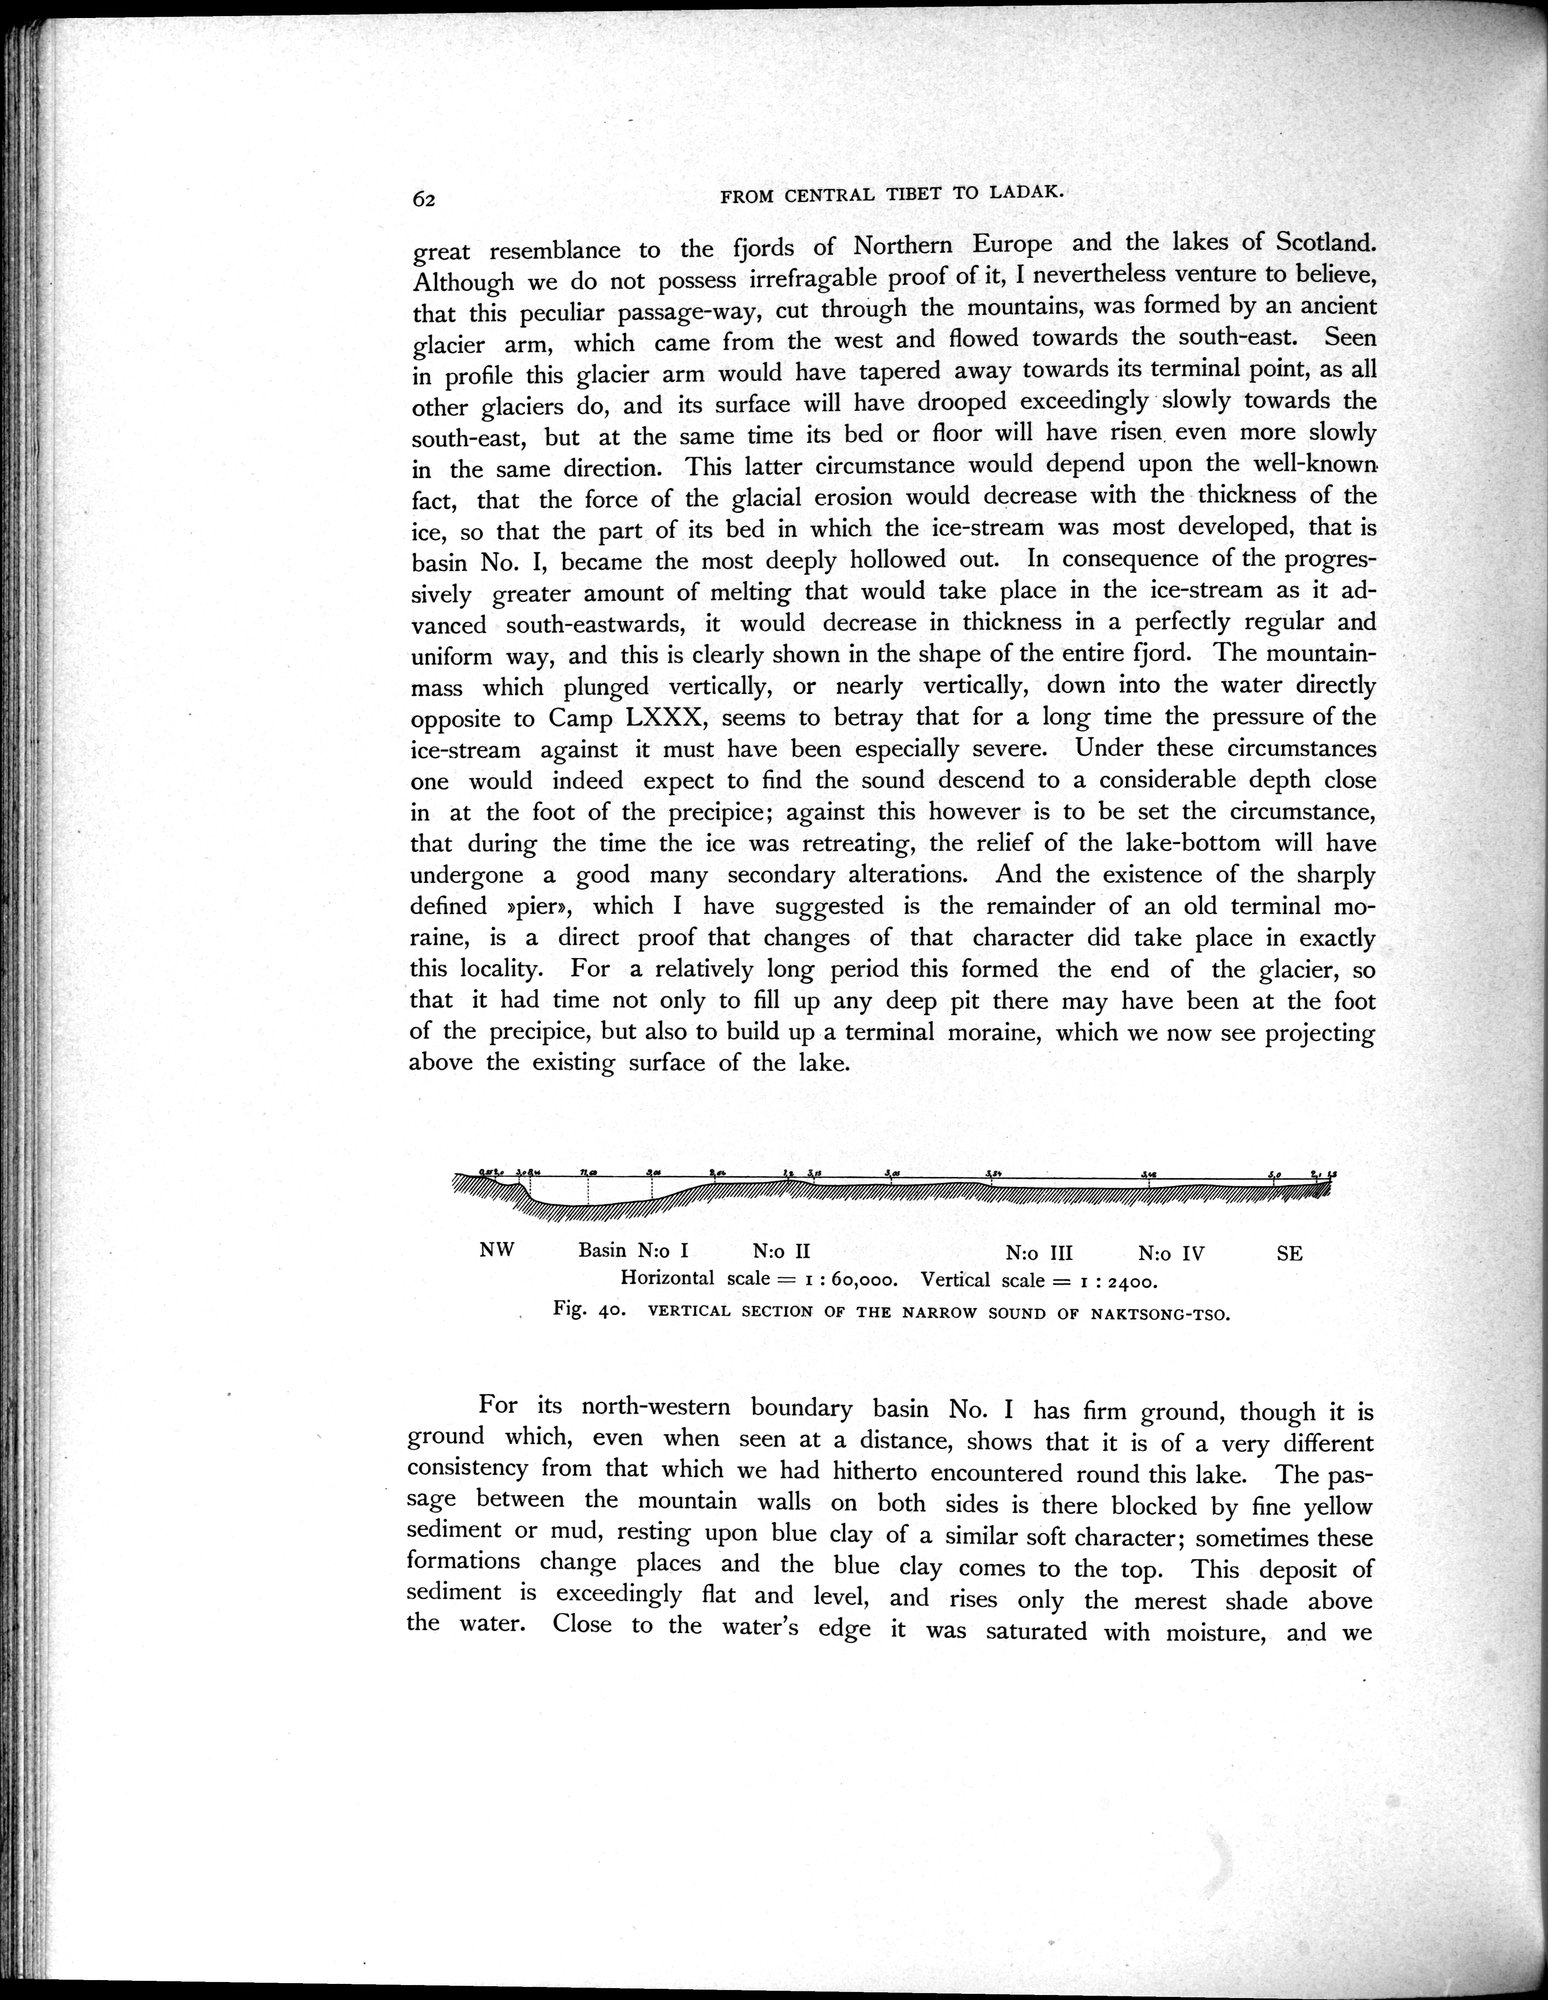 62
FROM CENTRAL TIBET TO LADAK.
great resemblance to the fjords of Northern Europe and the lakes of Scotland.
Although we do not possess irrefragable proof of it, I nevertheless venture to believe,
that this peculiar passage-way, cut through the mountains, was formed by an ancient
glacier arm, which came from the west and flowed towards the south-east. Seen
in profile this glacier arm would have tapered away towards its terminal point, as all
other glaciers do, and its surface will have drooped exceedingly slowly towards the
south-east, but at the same time its bed or floor will have risen even more slowly
in the same direction. This latter circumstance would depend upon the well-known
fact, that the force of the glacial erosion would decrease with the thickness of the
ice, so that the part of its bed in which the ice-stream was most developed, that is
basin No. I, became the most deeply hollowed out. In consequence of the progres-
sively greater amount of melting that would take place in the ice-stream as it ad-
vanced south-eastwards, it would decrease in thickness in a perfectly regular and
uniform way, and this is clearly shown in the shape of the entire fjord. The mountain-
mass which plunged vertically, or nearly vertically, down into the water directly
opposite to Camp LXXX, seems to betray that for a long time the pressure of the
ice-stream against it must have been especially severe. Under these circumstances
one would indeed expect to find the sound descend to a considerable depth close
in at the foot of the precipice; against this however is to be set the circumstance,
that during the time the ice was retreating, the relief of the lake-bottom will have
undergone a good many secondary alterations. And the existence of the sharply
defined »pier», which I have suggested is the remainder of an old terminal mo-
raine, is a direct proof that changes of that character did take place in exactly
this locality. For a relatively long period this formed the end of the glacier, so
that it had time not only to fill up any deep pit there may have been at the foot
of the precipice, but also to build up a terminal moraine, which we now see projecting
above the existing surface of the lake.
NW Basin N:o I N:o II N:o III N:o IV SE
Horizontal scale = 1 : 60,000. Vertical scale = 1 : 2400.
Fig. 40. VERTICAL SECTION OF THE NARROW SOUND OF NAKTSONG-TSO.
For its north-western boundary basin No. I has firm ground, though it is
ground which, even when seen at a distance, shows that it is of a very different
consistency from that which we had hitherto encountered round this lake. The pas-
sage between the mountain walls on both sides is there blocked by fine yellow
sediment or mud, resting upon blue clay of a similar soft character; sometimes these
formations change places and the blue clay comes to the top. This deposit of
sediment is exceedingly flat and level, and rises only the merest shade above
the water. Close to the water's edge it was saturated with moisture, and we